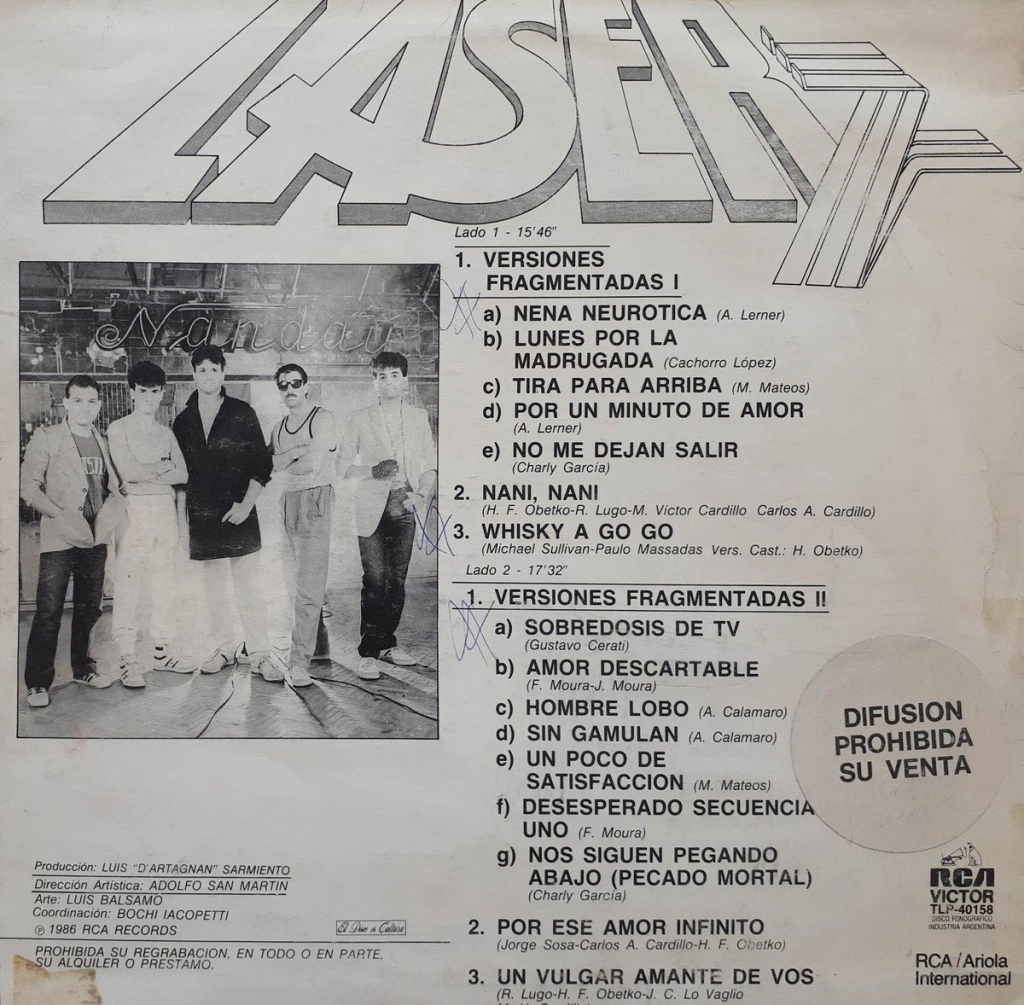 LASER
Lado 1 - 15'46"
1. VERSIONES
FRAGMENTADAS I
a) NENA NEUROTICA (A. Lerner)
b) LUNES POR LA
MADRUGADA (Cachorro López)
c) TIRA PARA ARRIBA (M. Mateos)
d) POR UN MINUTO DE AMOR
(A. Lerner)
e) NO ME DEJAN SALIR
(Charly García)
2. NANI, NANI
(H. F. Obetko-R. Lugo-M. Víctor Cardillo Carlos A. Cardillo)
3. WHISKY A GO GO
(Michael Sullivan-Paulo Massadas Vers. Cast.: H. Obetko)
Lado 2 - 17'32"
1. VERSIONES FRAGMENTADAS II
a) SOBREDOSIS DE TV
(Gustavo Cerati)
b) AMOR DESCARTABLE
(F. Moura-J. Moura)
c) HOMBRE LOBO (A. Calamaro)
d) SIN GAMULAN (A. Calamaro)
e) UN POCO DE
SATISFACCION (M. Mateos)
f) DESESPERADO SECUENCIA
UNO (F. Moura)
g) NOS SIGUEN PEGANDO
ABAJO (PECADO MORTAL)
(Charly García)
2. POR ESE AMOR INFINITO
(Jorge Sosa-Carlos A. Cardillo-H. F. Obetko)
3. UN VULGAR AMANTE DE VOS
(R. Lugo-H. F. Obetko-J. C. Lo Vaglio
Nanday
DIFUSION
PROHIBIDA
SU VENTA
Producción: LUIS "D'ARTAGNAN" SARMIENTO
Dirección Artística: ADOLFO SAN MARTIN
Arte: LUIS BALSAMO
Coordinación: BOCHI IACOPETTI
℗ 1986 RCA RECORDS
El Disco es Cultura
PROHIBIDA SU REGRABACION, EN TODO O EN PARTE,
SU ALQUILER O PRESTAMO.
RCA
VICTOR
TLP-40158
DISCO FONOGRAFICO
INDUSTRIA ARGENTINA
RCA/Ariola
International